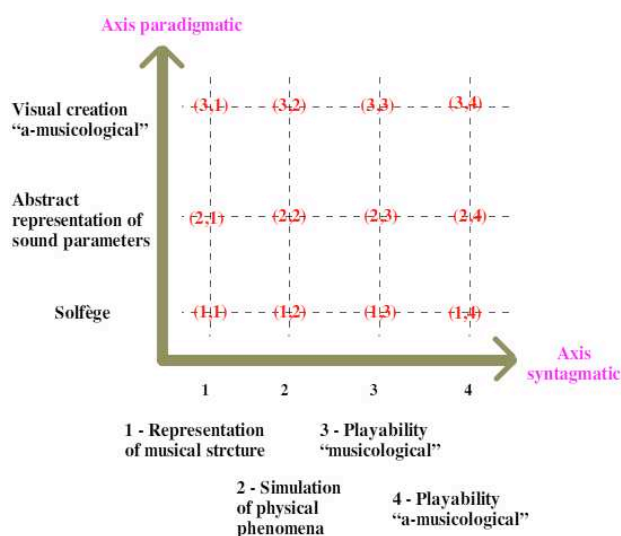 Axis paradigmatic
Visual creation
“a-musicological”
(3,1) (3,2) (3,3) (3,4)
Abstract
representation of
sound parameters
(2,1) (2,2) (2,3) (2,4)
Solfège
(1,1) (1,2) (1,3) (1,4)
Axis
syntagmatic
1 2 3 4
1 - Representation
of musical strcture
3 - Playability
“musicological”
2 - Simulation
of physical
phenomena
4 - Playability
“a-musicological”